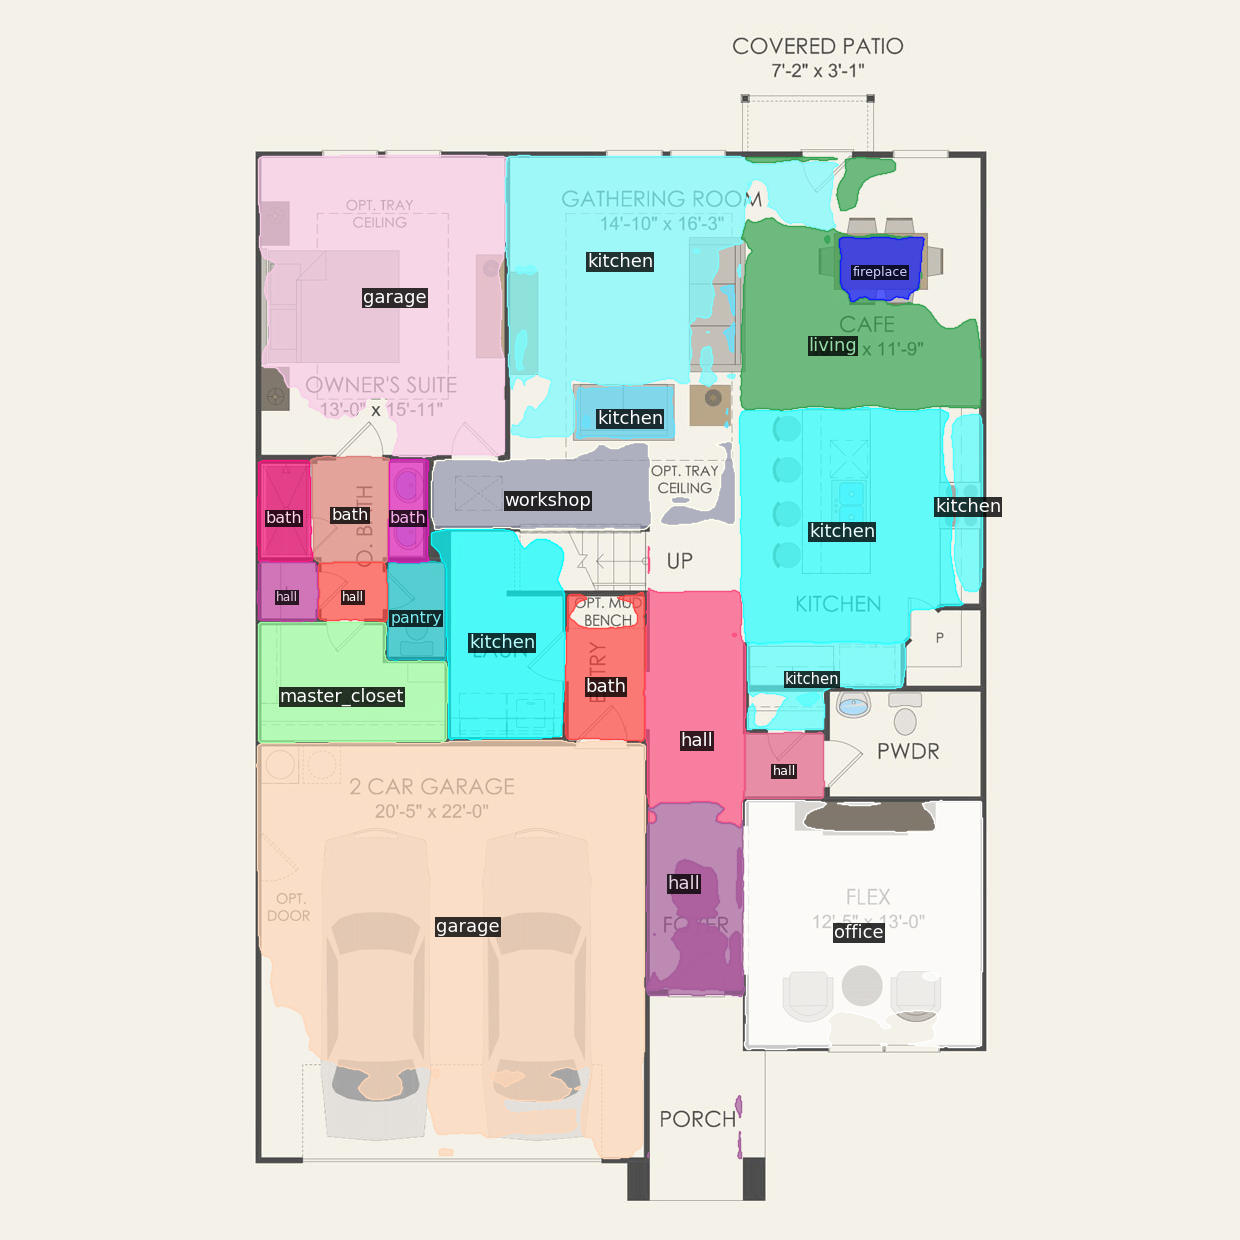 COVERED PATIO
7'-2" x 3'-1"
OPT. TRAY
CEILING
garage
OWNER'S SUITE
13'-0" x 15'-11"
GATHERING ROOM
14'-10" x 16'-3"
kitchen
kitchen
fireplace
CAFE
living x 11'-9"
OPT. TRAY
CEILING
workshop
kitchen
kitchen
KITCHEN
UP
bath
bath
bath
O. BATH
hall
hall
pantry
kitchen
OPT. MUD
BENCH
ENTRY
bath
P
master_closet
kitchen
hall
hall
PWDR
2 CAR GARAGE
20'-5" x 22'-0"
OPT.
DOOR
garage
hall
FOYER
FLEX
12'-5" x 13'-0"
office
PORCH